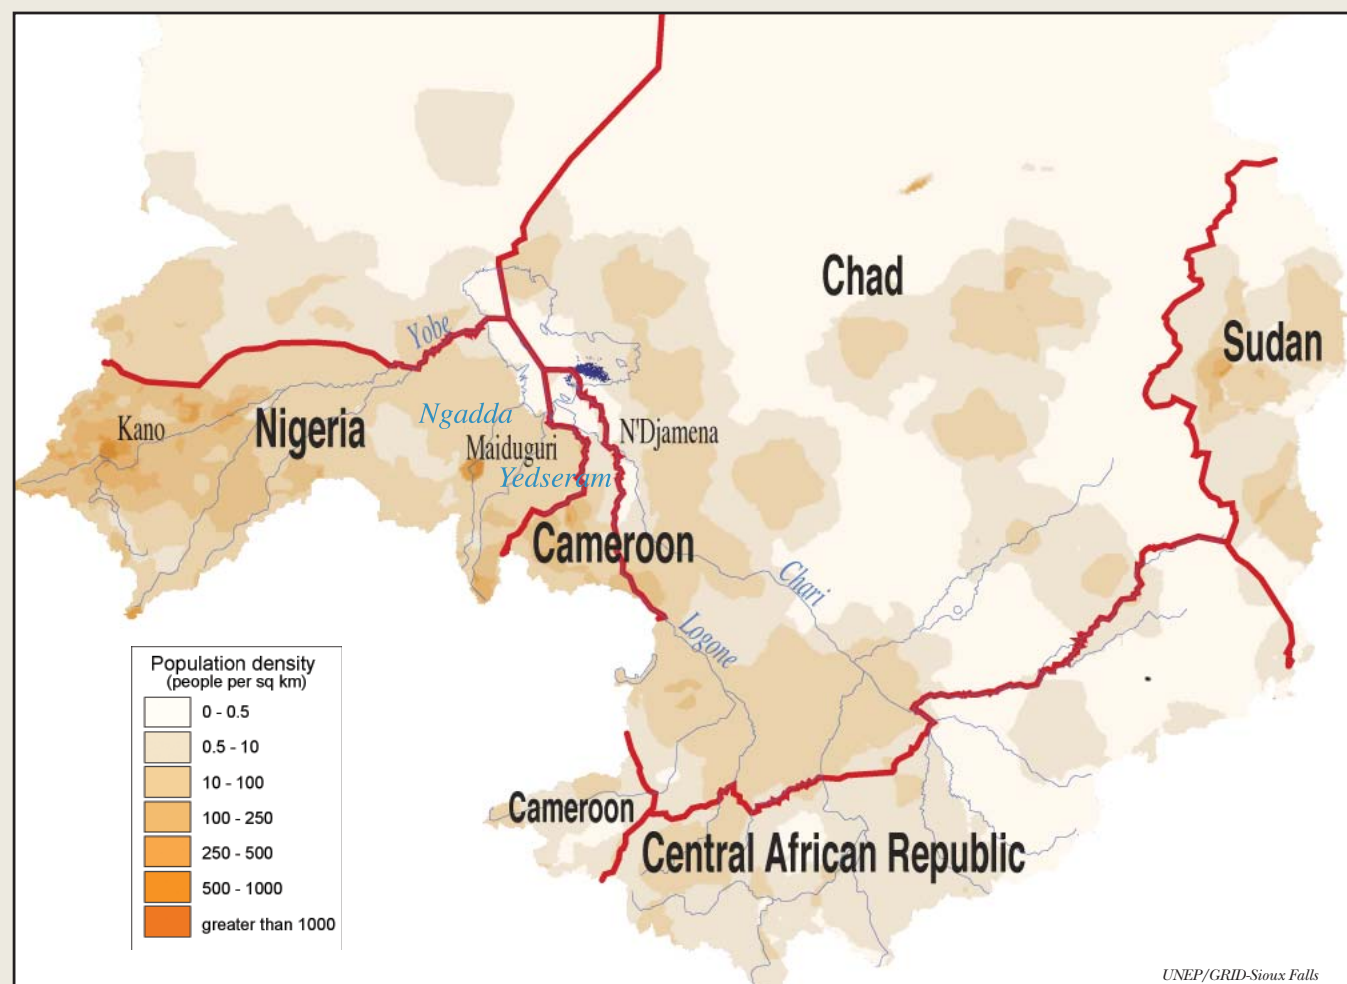 Chad
Sudan
Yobe
Kano
Nigeria
Ngadda
Maiduguri
N'Djamena
Yedseram
Cameroon
Chari
Logone
Population density
(people per sq km)
0 - 0.5
0.5 - 10
10 - 100
100 - 250
250 - 500
500 - 1000
greater than 1000
Cameroon
Central African Republic
UNEP/GRID-Sioux Falls